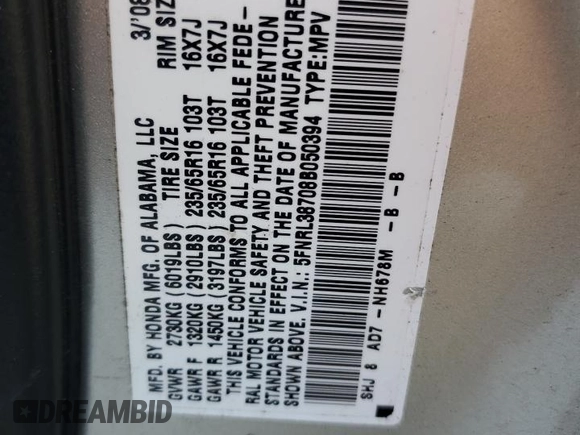 MFD. BY HONDA MFG. OF ALABAMA, LLC 3/'08
GVWR 2730KG (6019LBS) TIRE SIZE RIM SIZE
GAWR F 1320KG (2910LBS) 235/65R16 103T 16X7J
GAWR R 1450KG (3197LBS) 235/65R16 103T 16X7J
THIS VEHICLE CONFORMS TO ALL APPLICABLE FEDE-
RAL MOTOR VEHICLE SAFETY AND THEFT PREVENTION
STANDARDS IN EFFECT ON THE DATE OF MANUFACTURE
SHOWN ABOVE. V.I.N.: 5FNRL38708B050394 TYPE: MPV
SHJ 8 AD7 -NH678M - B - B
DREAMBID